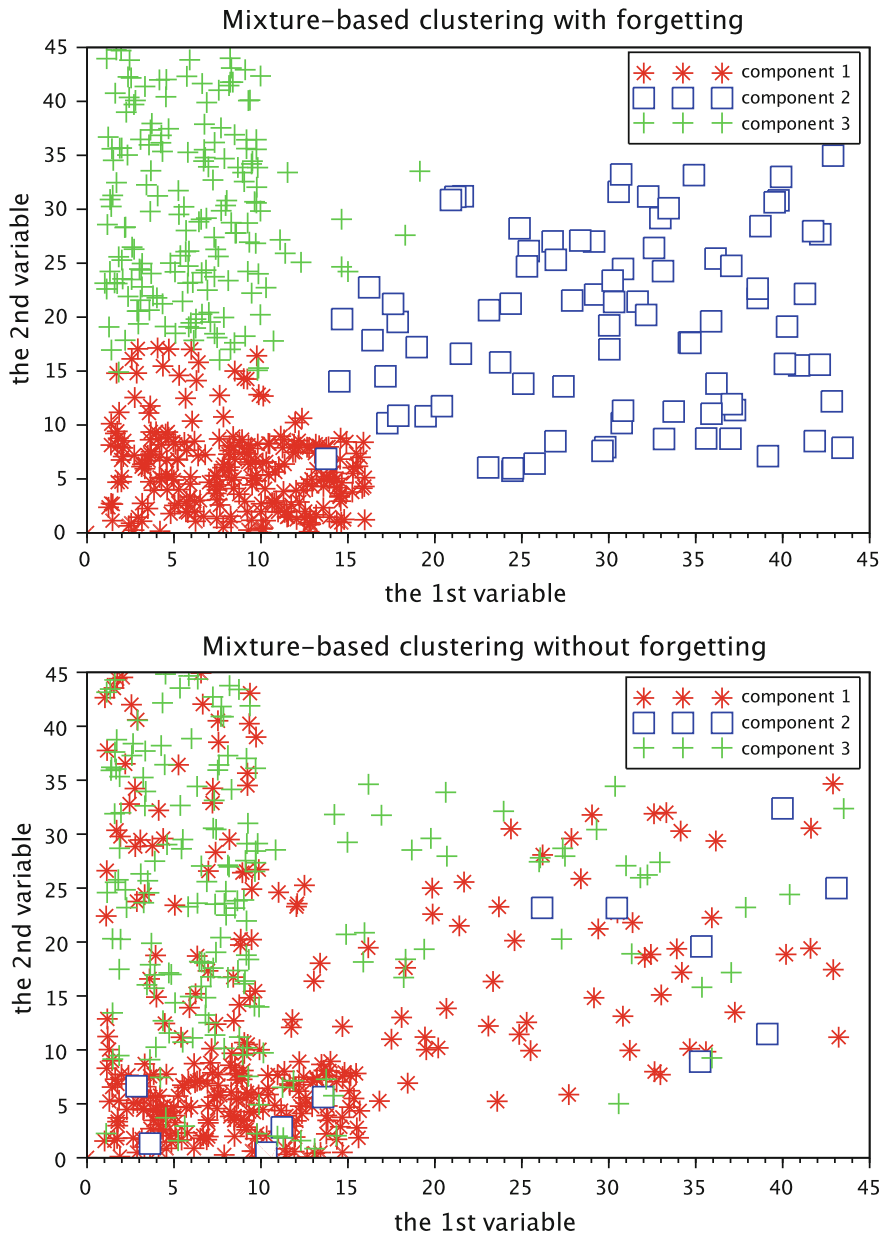 Mixture-based clustering with forgetting
component 1
component 2
component 3
the 2nd variable
45
40
35
30
25
20
15
10
5
0
0 5 10 15 20 25 30 35 40 45
the 1st variable
Mixture-based clustering without forgetting
component 1
component 2
component 3
the 2nd variable
45
40
35
30
25
20
15
10
5
0
0 5 10 15 20 25 30 35 40 45
the 1st variable